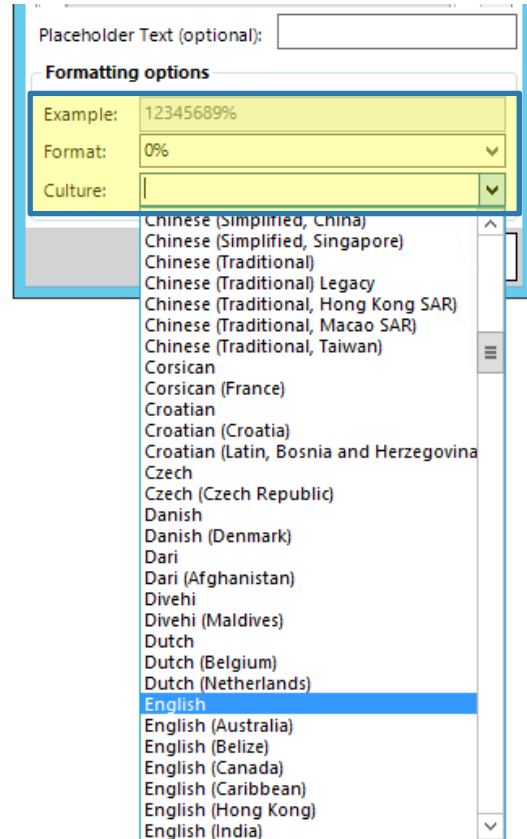 Placeholder Text (optional):
Formatting options
Example: 12345689%
Format: 0%
Culture:
Chinese (Simplified, China)
Chinese (Simplified, Singapore)
Chinese (Traditional)
Chinese (Traditional) Legacy
Chinese (Traditional, Hong Kong SAR)
Chinese (Traditional, Macao SAR)
Chinese (Traditional, Taiwan)
Corsican
Corsican (France)
Croatian
Croatian (Croatia)
Croatian (Latin, Bosnia and Herzegovina
Czech
Czech (Czech Republic)
Danish
Danish (Denmark)
Dari
Dari (Afghanistan)
Divehi
Divehi (Maldives)
Dutch
Dutch (Belgium)
Dutch (Netherlands)
English
English (Australia)
English (Belize)
English (Canada)
English (Caribbean)
English (Hong Kong)
English (India)